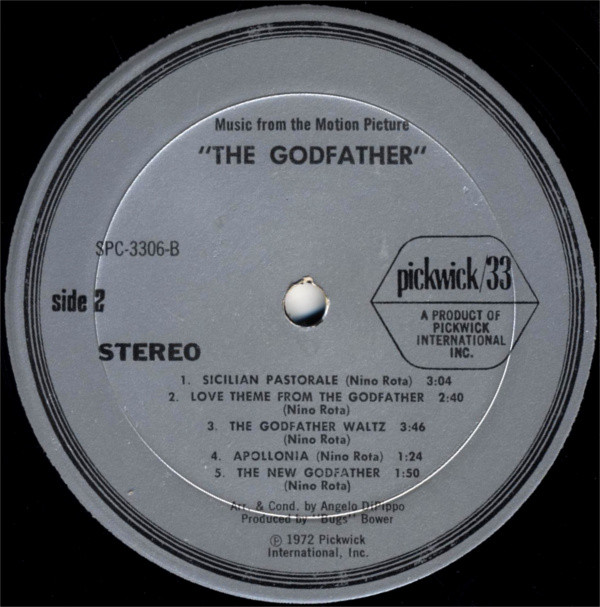 Music from the Motion Picture
"THE GODFATHER"
SPC-3306-B
side 2
STEREO
pickwick/33
A PRODUCT OF
PICKWICK
INTERNATIONAL
INC.
1. SICILIAN PASTORALE (Nino Rota) 3:04
2. LOVE THEME FROM THE GODFATHER 2:40
(Nino Rota)
3. THE GODFATHER WALTZ 3:46
(Nino Rota)
4. APOLLONIA (Nino Rota) 1:24
5. THE NEW GODFATHER 1:50
(Nino Rota)
Arr. & Cond. by Angelo DiPippo
Produced by "Bugs" Bower
℗ 1972 Pickwick
International, Inc.